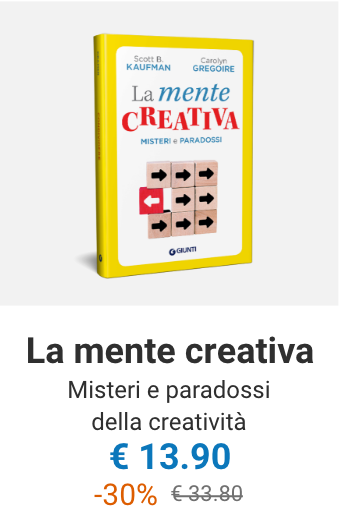 Scott B. Carolyn
KAUFMAN GREGOIRE
La mente
CREATIVA
MISTERI e PARADOSSI
GIUNTI
La mente creativa
Misteri e paradossi
della creatività
€ 13.90
-30% € 33.80